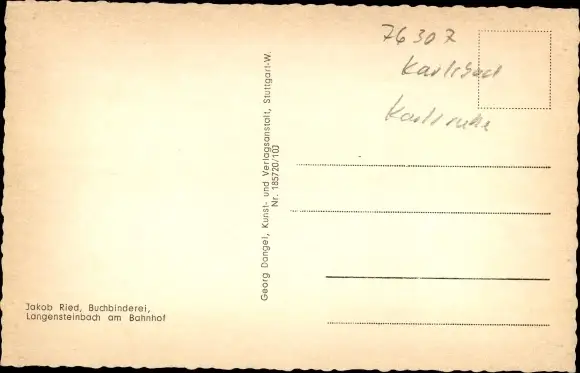 76307
Karlsbad
Karlsruhe
Georg Dangel, Kunst- und Verlagsanstalt, Stuttgart-W.
Nr. 185720/103
Jakob Ried, Buchbinderei,
Langensteinbach am Bahnhof